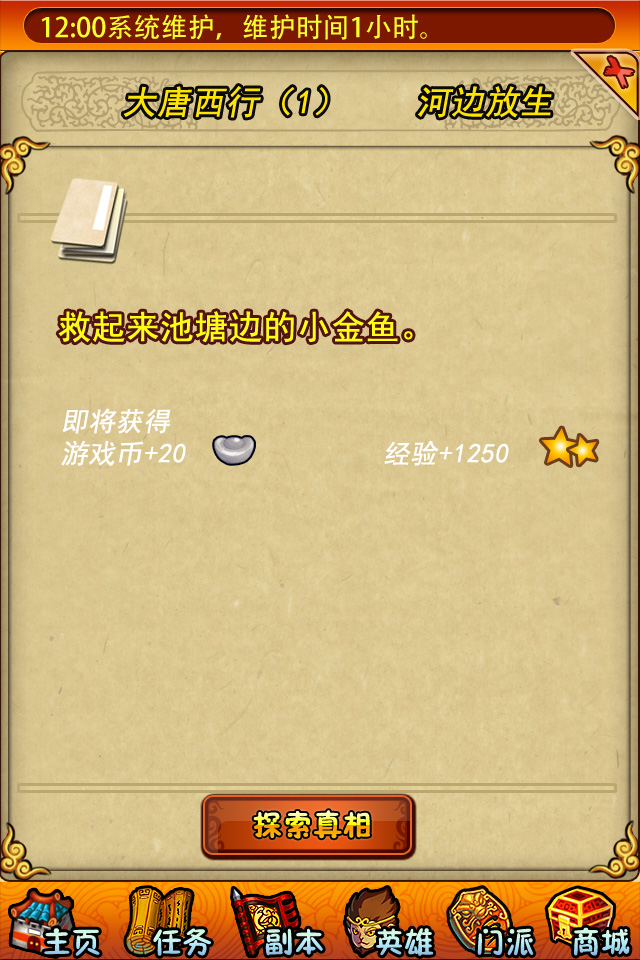 12:00系统维护，维护时间1小时。
大唐西行（1） 河边放生
救起来池塘边的小金鱼。
即将获得
游戏币+20 经验+1250
探索真相
主页 任务 副本 英雄 门派 商城